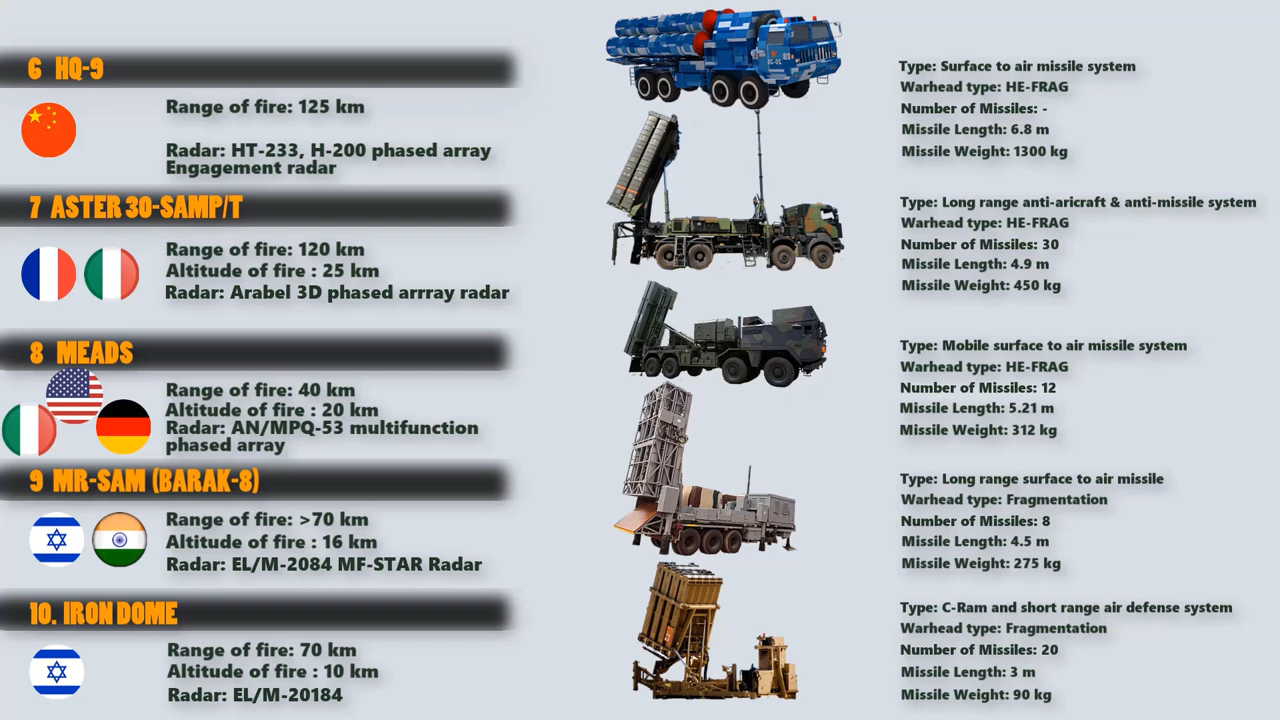 6 HQ-9
Range of fire: 125 km
Radar: HT-233, H-200 phased array
Engagement radar
Type: Surface to air missile system
Warhead type: HE-FRAG
Number of Missiles: -
Missile Length: 6.8 m
Missile Weight: 1300 kg
7 ASTER 30-SAMP/T
Range of fire: 120 km
Altitude of fire : 25 km
Radar: Arabel 3D phased arrray radar
Type: Long range anti-aricraft & anti-missile system
Warhead type: HE-FRAG
Number of Missiles: 30
Missile Length: 4.9 m
Missile Weight: 450 kg
8 MEADS
Range of fire: 40 km
Altitude of fire : 20 km
Radar: AN/MPQ-53 multifunction
phased array
Type: Mobile surface to air missile system
Warhead type: HE-FRAG
Number of Missiles: 12
Missile Length: 5.21 m
Missile Weight: 312 kg
9 MR-SAM (BARAK-8)
Range of fire: >70 km
Altitude of fire : 16 km
Radar: EL/M-2084 MF-STAR Radar
Type: Long range surface to air missile
Warhead type: Fragmentation
Number of Missiles: 8
Missile Length: 4.5 m
Missile Weight: 275 kg
10. IRON DOME
Range of fire: 70 km
Altitude of fire : 10 km
Radar: EL/M-20184
Type: C-Ram and short range air defense system
Warhead type: Fragmentation
Number of Missiles: 20
Missile Length: 3 m
Missile Weight: 90 kg